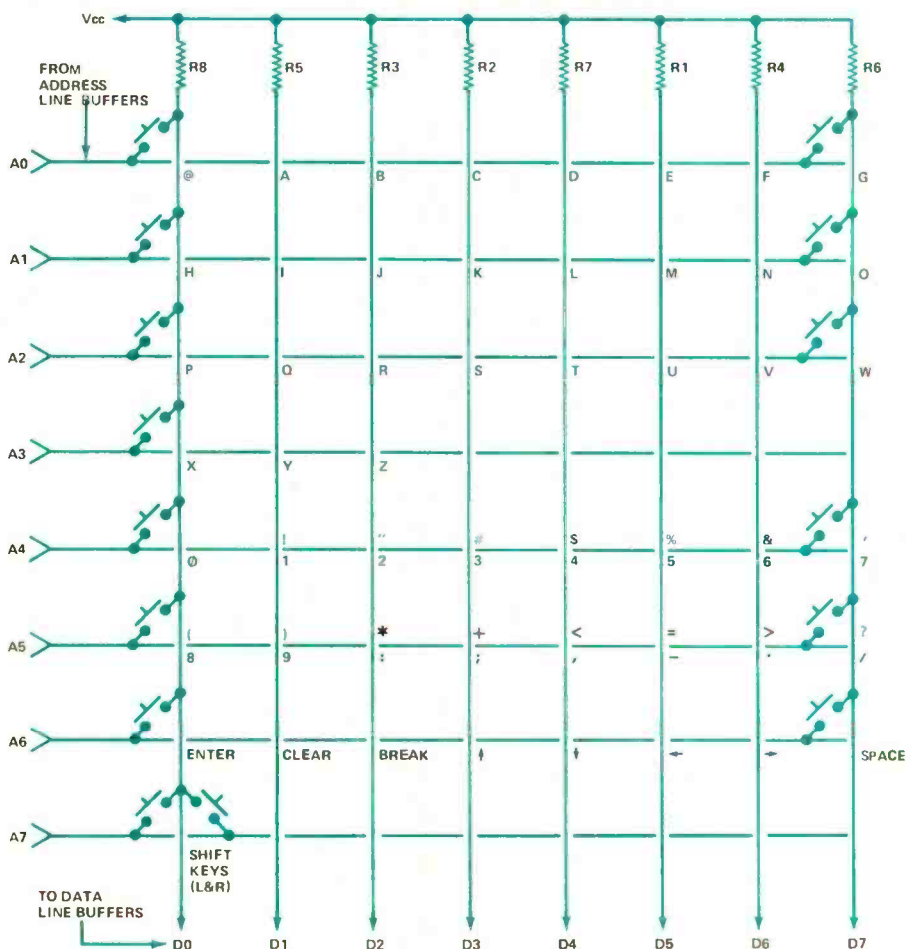 Vcc
R8 R5 R3 R2 R7 R1 R4 R6
FROM
ADDRESS
LINE BUFFERS
A0
@ A B C D E F G
A1
H I J K L M N O
A2
P Q R S T U V W
A3
X Y Z
A4
! " # $ % & '
0 1 2 3 4 5 6 7
A5
( ) * + < = > ?
8 9 : ; , - . /
A6
ENTER CLEAR BREAK ↑ ↓ ← → SPACE
A7
SHIFT
KEYS
(L&R)
TO DATA
LINE BUFFERS
D0 D1 D2 D3 D4 D5 D6 D7